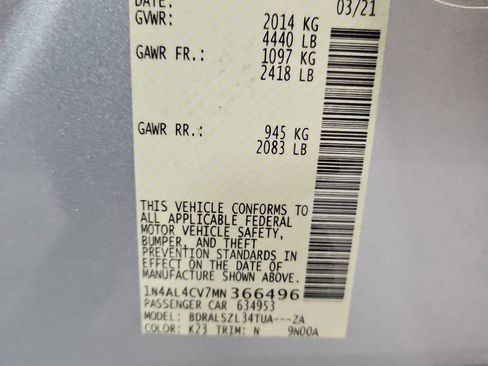 DATE: 03/21
GVWR: 2014 KG
4440 LB
GAWR FR.: 1097 KG
2418 LB
GAWR RR.: 945 KG
2083 LB
THIS VEHICLE CONFORMS TO
ALL APPLICABLE FEDERAL
MOTOR VEHICLE SAFETY,
BUMPER, AND THEFT
PREVENTION STANDARDS IN
EFFECT ON THE DATE OF
MANUFACTURE SHOWN ABOVE.
1N4AL4CV7MN 366496
PASSENGER CAR 634953
MODEL: BDRALSZL34TUA---ZA
COLOR: K23 TRIM: N 9N00A